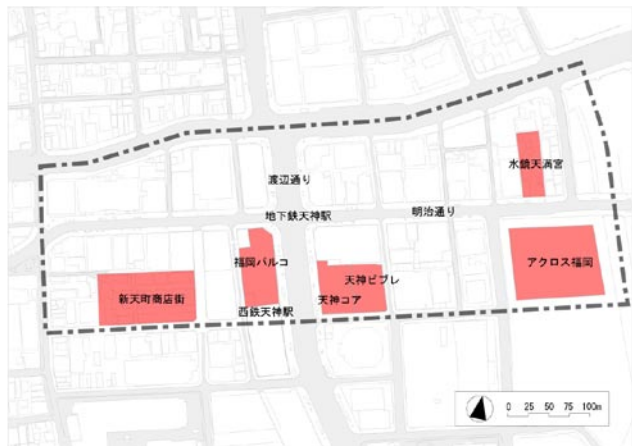 水鏡天満宮
渡辺通り
地下鉄天神駅
明治通り
福岡パルコ
天神ビブレ
アクロス福岡
新天町商店街
天神コア
西鉄天神駅
0 25 50 75 100m